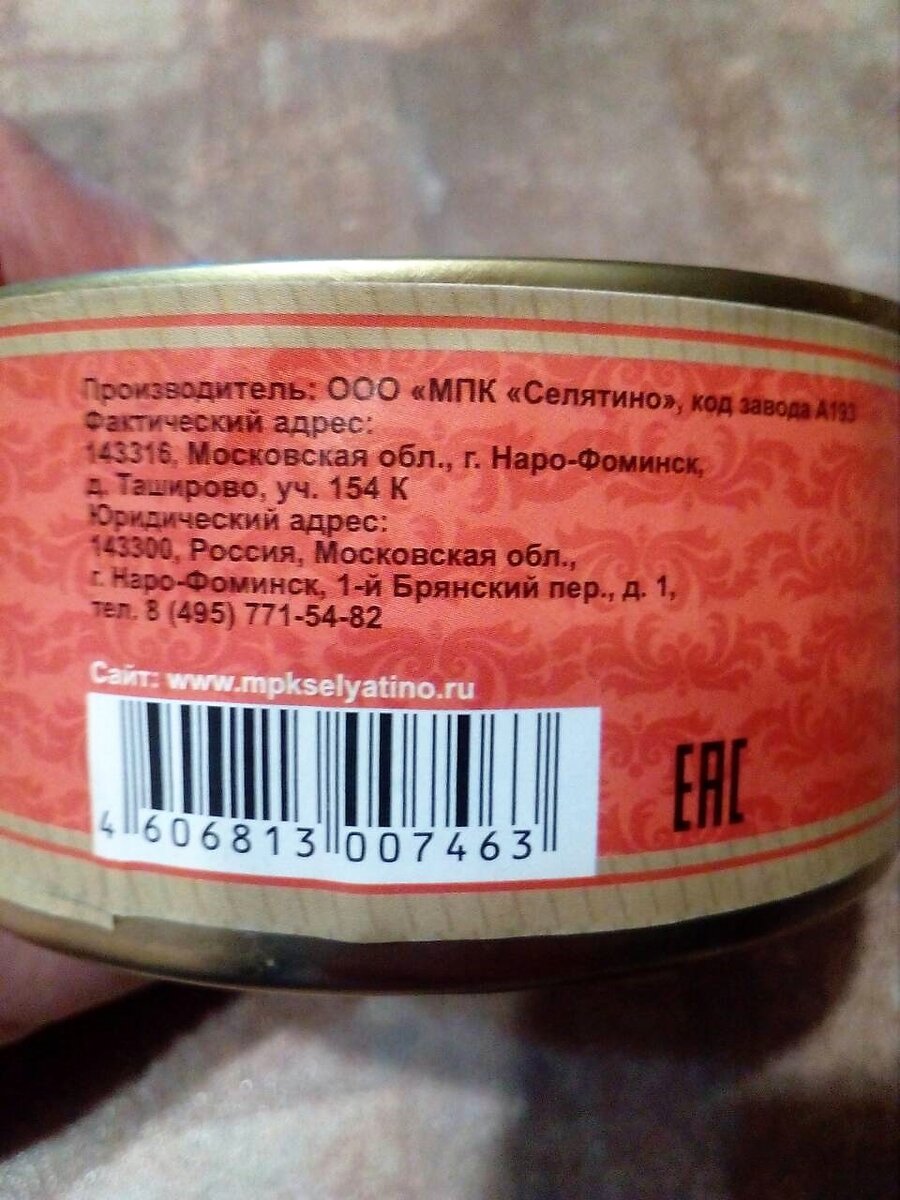 Производитель: ООО «МПК «Селятино», код завода А193
Фактический адрес:
143316, Московская обл., г. Наро-Фоминск,
д. Таширово, уч. 154 К
Юридический адрес:
143300, Россия, Московская обл.,
г. Наро-Фоминск, 1-й Брянский пер., д. 1,
тел. 8 (495) 771-54-82
Сайт: www.mpkselyatino.ru
4 606813 007463
ЕАС